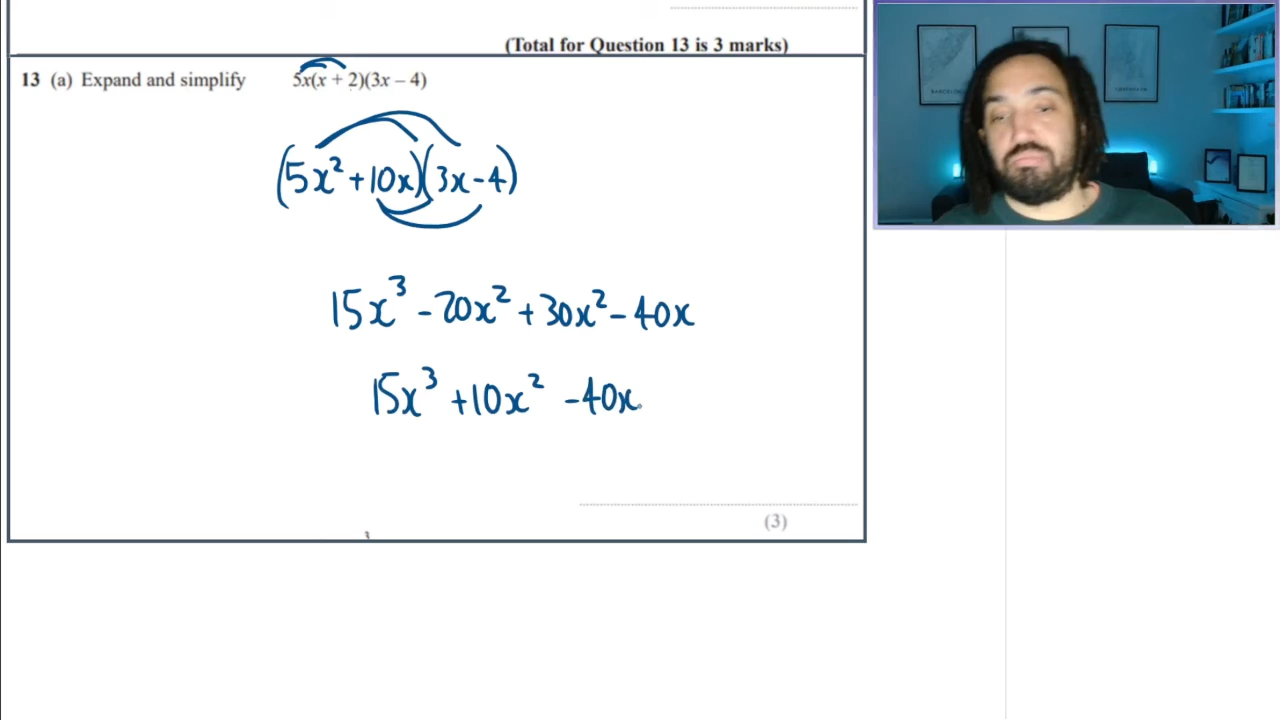 (Total for Question 13 is 3 marks)
13 (a) Expand and simplify 5x(x + 2)(3x – 4)
(5x² + 10x)(3x - 4)
15x³ - 20x² + 30x² - 40x
15x³ + 10x² - 40x
(3)
BARCELONA